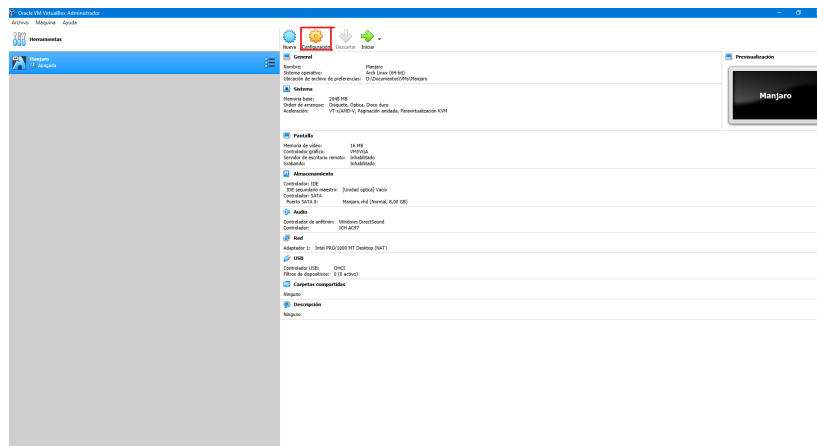 Oracle VM VirtualBox Administrador
Archivo Máquina Ayuda
Herramientas
Manjaro
Apagada
Nueva Configuración Descartar Iniciar
General
Nombre: Manjaro
Sistema operativo: Arch Linux (64-bit)
Ubicación de archivo de preferencias: D:\Documentos\VMs\Manjaro
Sistema
Memoria base: 2048 MB
Orden de arranque: Disquete, Óptica, Disco duro
Aceleración: VT-x/AMD-V, Paginación anidada, Paravirtualización KVM
Pantalla
Memoria de vídeo: 16 MB
Controlador gráfico: VMSVGA
Servidor de escritorio remoto: Inhabilitado
Grabando: Inhabilitado
Almacenamiento
Controlador: IDE
IDE secundario maestro: [Unidad óptica] Vacío
Controlador: SATA
Puerto SATA 0: Manjaro.vhd (Normal, 8,00 GB)
Audio
Controlador de anfitrión: Windows DirectSound
Controlador: ICH AC97
Red
Adaptador 1: Intel PRO/1000 MT Desktop (NAT)
USB
Controlador USB: OHCI
Filtros de dispositivos: 0 (0 activo)
Carpetas compartidas
Ninguno
Descripción
Ninguno
Previsualización
Manjaro